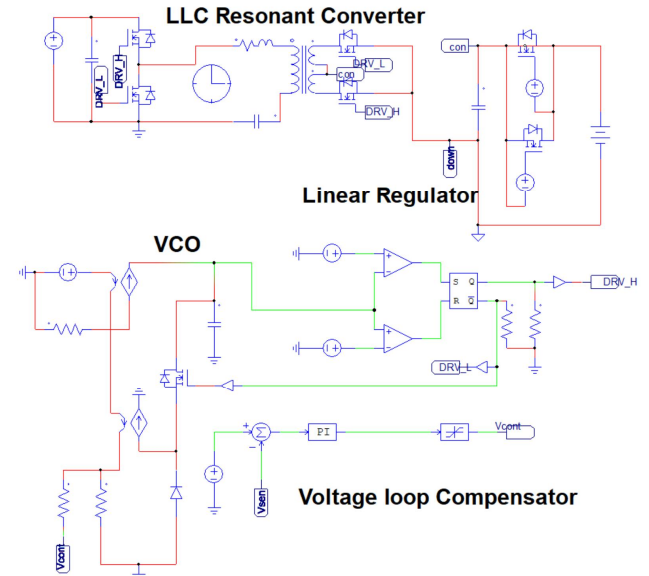 LLC Resonant Converter
DRV_H
DRV_L
con
DRV_L
DRV_H
con
down
Linear Regulator
VCO
S Q
R Q̅
DRV_H
DRV_L
PI
Vcont
Vsen
Voltage loop Compensator
Vcont